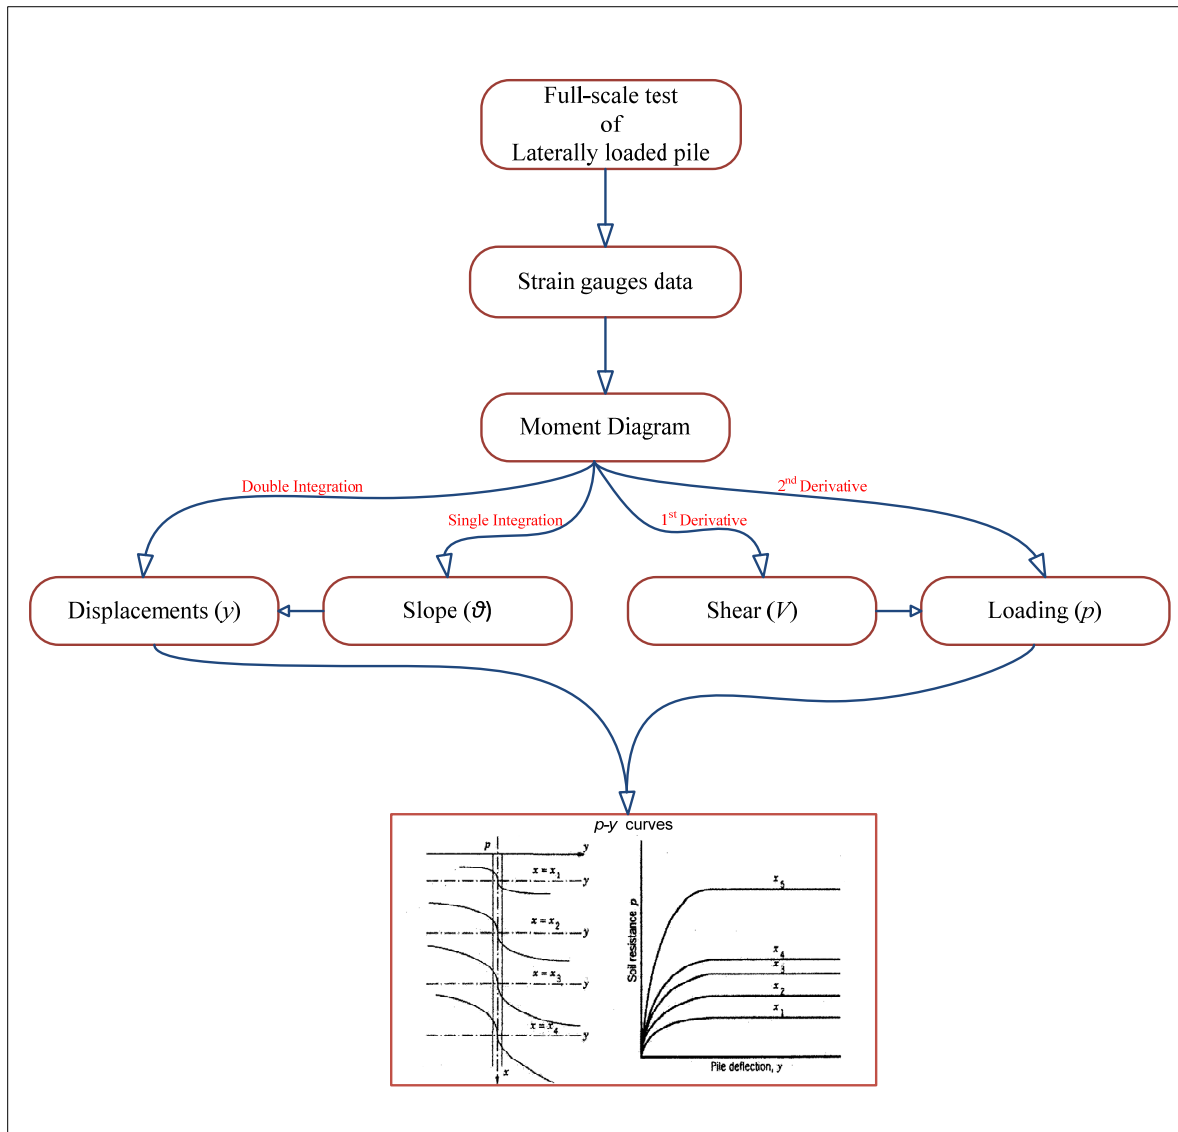 Full-scale test
of
Laterally loaded pile
Strain gauges data
Moment Diagram
Double Integration
Single Integration
1st Derivative
2nd Derivative
Displacements (y)
Slope (ϑ)
Shear (V)
Loading (p)
p-y curves
p
y
x = x1
y
x = x2
y
x = x3
y
x = x4
y
x
Soil resistance p
x5
x4
x3
x2
x1
Pile deflection, y